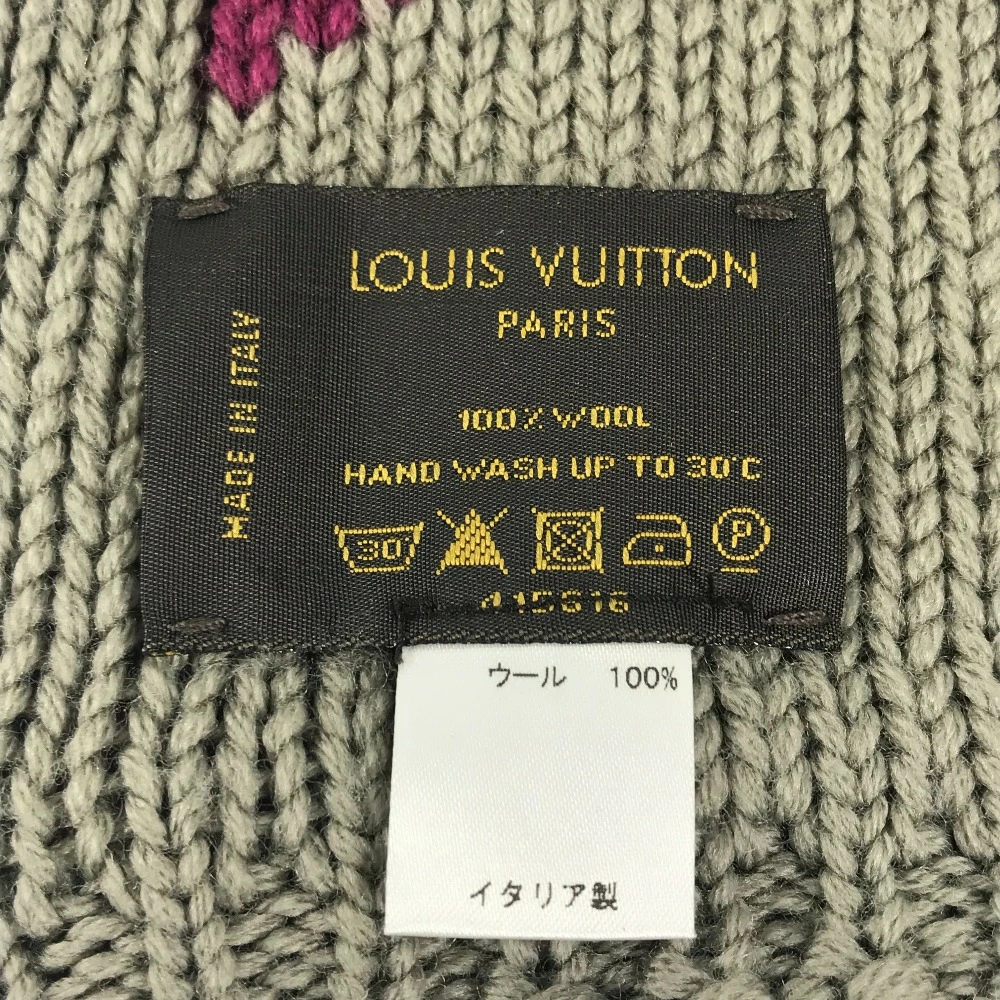 LOUIS VUITTON
PARIS
MADE IN ITALY
100% WOOL
HAND WASH UP TO 30°C
30 P
415616
ウール 100%
イタリア製